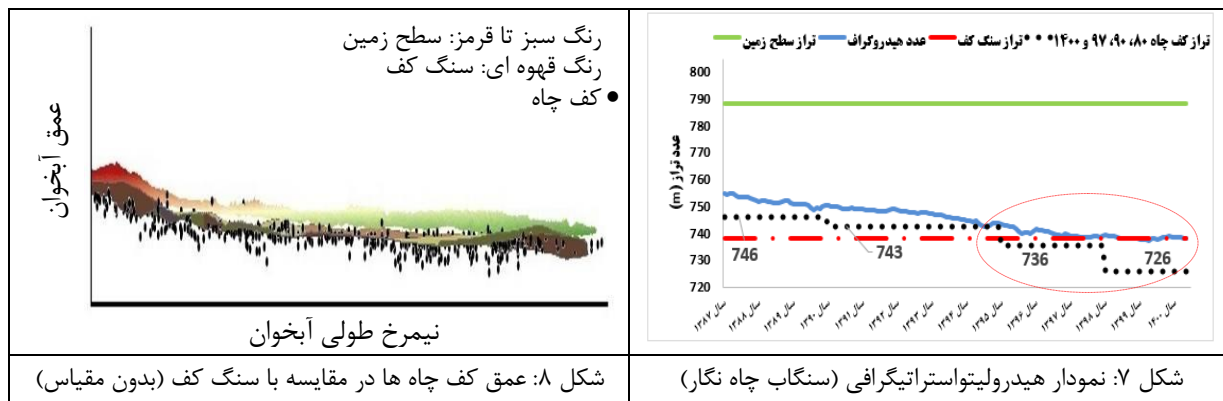 رنگ سبز تا قرمز: سطح زمین
رنگ قهوه ای: سنگ کف
● کف چاه
عمق آبخوان
نیمرخ طولی آبخوان
شکل ۸: عمق کف چاه ها در مقایسه با سنگ کف (بدون مقیاس)
تراز کف چاه ۸۰، ۹۰، ۹۷ و ۱۴۰۰
تراز سنگ کف
عدد هیدروگراف
تراز سطح زمین
عدد تراز (m)
800
790
780
760
750
740
730
720
746
743
736
726
سال ۱۳۸۷
سال ۱۳۸۸
سال ۱۳۸۹
سال ۱۳۹۰
سال ۱۳۹۱
سال ۱۳۹۲
سال ۱۳۹۳
سال ۱۳۹۴
سال ۱۳۹۵
سال ۱۳۹۶
سال ۱۳۹۷
سال ۱۳۹۸
سال ۱۳۹۹
سال ۱۴۰۰
شکل ۷: نمودار هیدرولیتواستراتیگرافی (سنگاب چاه نگار)